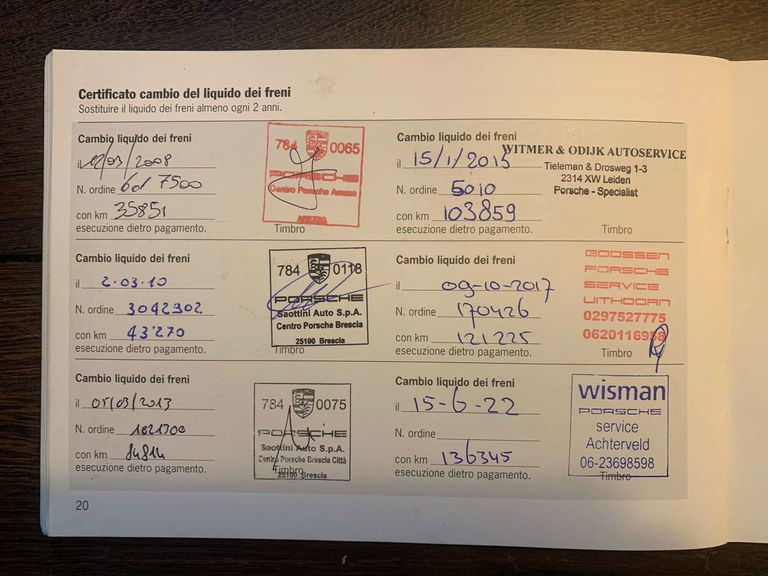 Certificato cambio del liquido dei freni
Sostituire il liquido dei freni almeno ogni 2 anni.
Cambio liquido dei freni
il 12/03/2008
N. ordine 601 7500
con km 35851
esecuzione dietro pagamento.
784 0065
PORSCHE
Centro Porsche Arezzo
AREZZO
Timbro
Cambio liquido dei freni
il 2.03.10
N. ordine 3042302
con km 43'270
esecuzione dietro pagamento.
784 0118
PORSCHE
Saottini Auto S.p.A.
Centro Porsche Brescia
25100 Brescia
Timbro
Cambio liquido dei freni
il 05/03/2013
N. ordine 1021700
con km 84814
esecuzione dietro pagamento.
784 0075
PORSCHE
Saottini Auto S.p.A.
Centro Porsche Brescia Città
Timbro
25100 Brescia
Cambio liquido dei freni
il 15/1/2015
N. ordine 5010
con km 103859
esecuzione dietro pagamento.
WITMER & ODIJK AUTOSERVICE
Tieleman & Drosweg 1-3
2314 XW Leiden
Porsche - Specialist
Timbro
Cambio liquido dei freni
il 09-10-2017
N. ordine 170426
con km 121225
esecuzione dietro pagamento.
GOOSSEN
PORSCHE
SERVICE
UITHOORN
0297527775
0620116958
Timbro
Cambio liquido dei freni
il 15-6-22
N. ordine
con km 136345
esecuzione dietro pagamento.
wisman
PORSCHE
service
Achterveld
06-23698598
Timbro
20